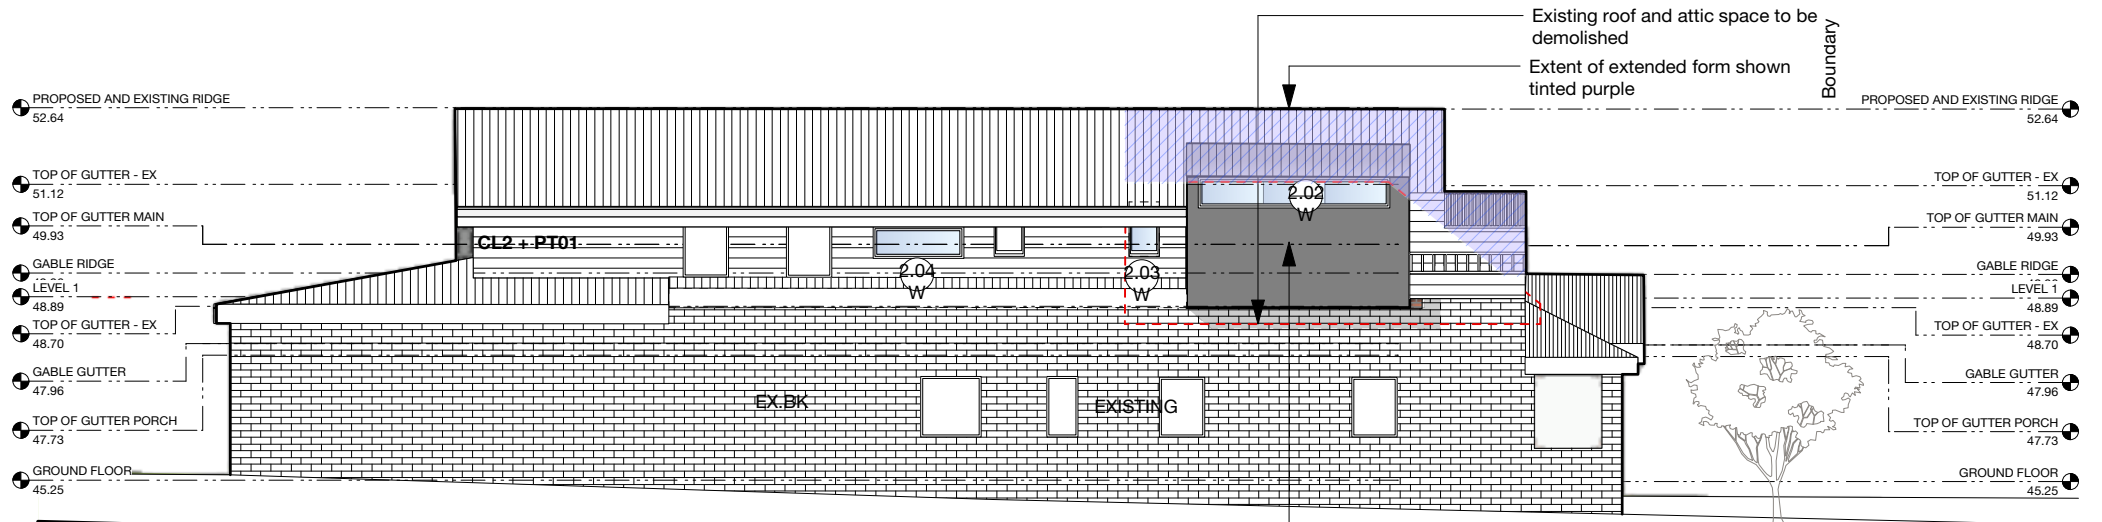 Existing roof and attic space to be
demolished
Boundary
Extent of extended form shown
tinted purple
PROPOSED AND EXISTING RIDGE
52.64
TOP OF GUTTER - EX
51.12
TOP OF GUTTER MAIN
49.93
GABLE RIDGE
LEVEL 1
48.89
TOP OF GUTTER - EX
48.70
GABLE GUTTER
47.96
TOP OF GUTTER PORCH
47.73
GROUND FLOOR
45.25
CL2 + PT01
2.04
W
2.03
W
2.02
W
EX.BK
EXISTING
PROPOSED AND EXISTING RIDGE
52.64
TOP OF GUTTER - EX
51.12
TOP OF GUTTER MAIN
49.93
GABLE RIDGE
LEVEL 1
48.89
TOP OF GUTTER - EX
48.70
GABLE GUTTER
47.96
TOP OF GUTTER PORCH
47.73
GROUND FLOOR
45.25